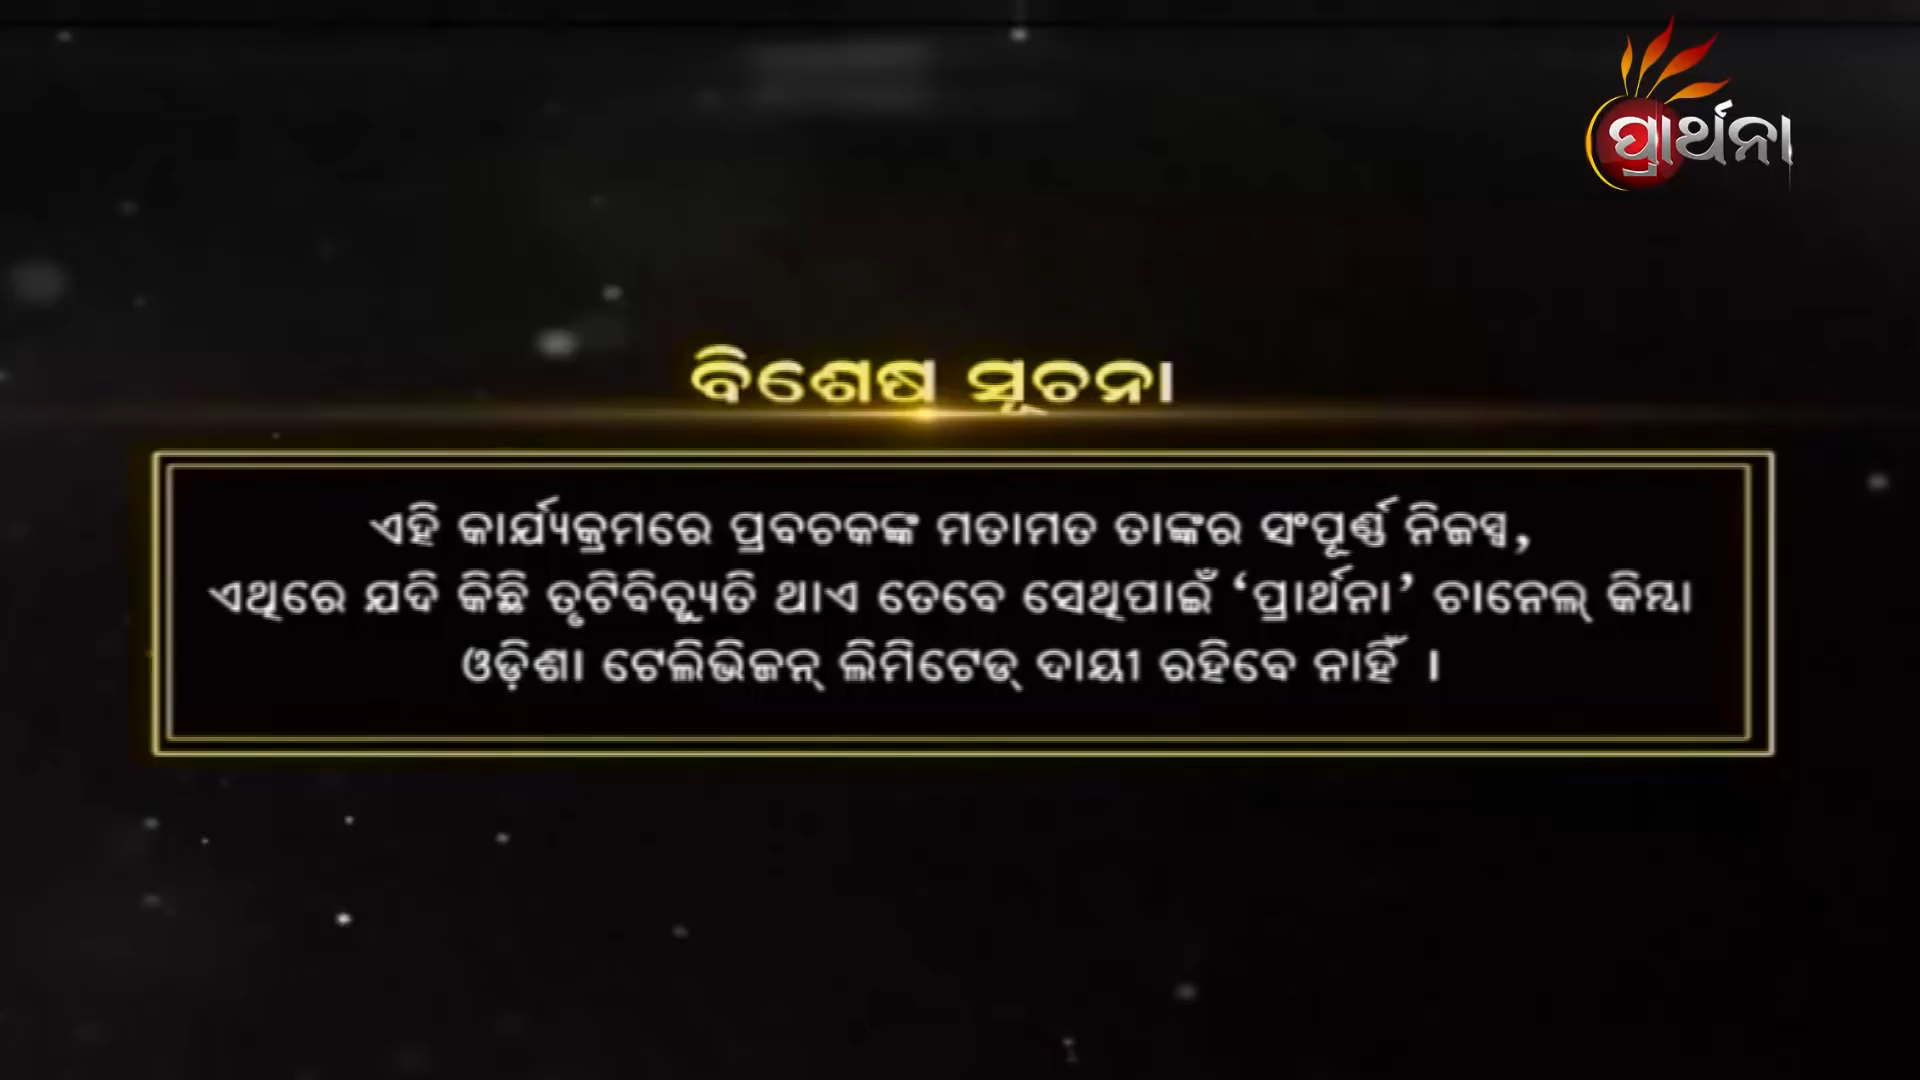 ପ୍ରାର୍ଥନା
ବିଶେଷ ସୂଚନା
ଏହି କାର୍ଯ୍ୟକ୍ରମରେ ପ୍ରବଚକଙ୍କ ମତାମତ ତାଙ୍କର ସଂପୂର୍ଣ୍ଣ ନିଜସ୍ୱ,
ଏଥିରେ ଯଦି କିଛି ତୃଟିବିଚ୍ୟୁତି ଥାଏ ତେବେ ସେଥିପାଇଁ ‘ପ୍ରାର୍ଥନା’ ଚାନେଲ୍ କିମ୍ବା
ଓଡ଼ିଶା ଟେଲିଭିଜନ୍ ଲିମିଟେଡ୍ ଦାୟୀ ରହିବେ ନାହିଁ ।